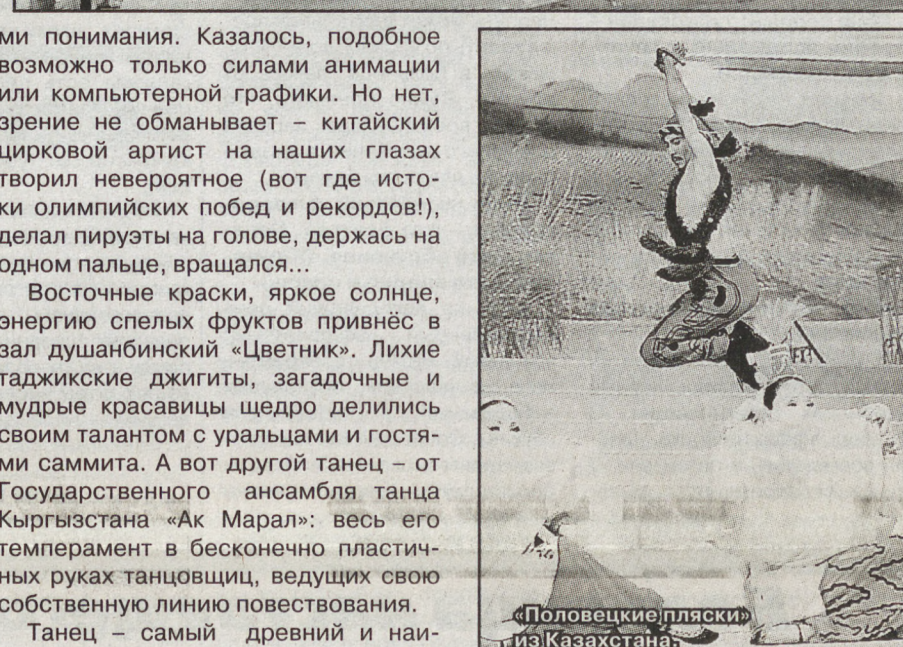 ми понимания. Казалось, подобное
возможно только силами анимации
или компьютерной графики. Но нет,
зрение не обманывает – китайский
цирковой артист на наших глазах
творил невероятное (вот где исто-
ки олимпийских побед и рекордов!),
делал пируэты на голове, держась на
одном пальце, вращался...
Восточные краски, яркое солнце,
энергию спелых фруктов привнёс в
зал душанбинский «Цветник». Лихие
таджикские джигиты, загадочные и
мудрые красавицы щедро делились
своим талантом с уральцами и гостя-
ми саммита. А вот другой танец – от
Государственного ансамбля танца
Кыргызстана «Ак Марал»: весь его
темперамент в бесконечно пластич-
ных руках танцовщиц, ведущих свою
собственную линию повествования.
Танец – самый древний и наи-
«Половецкие пляски»
из Казахстана.